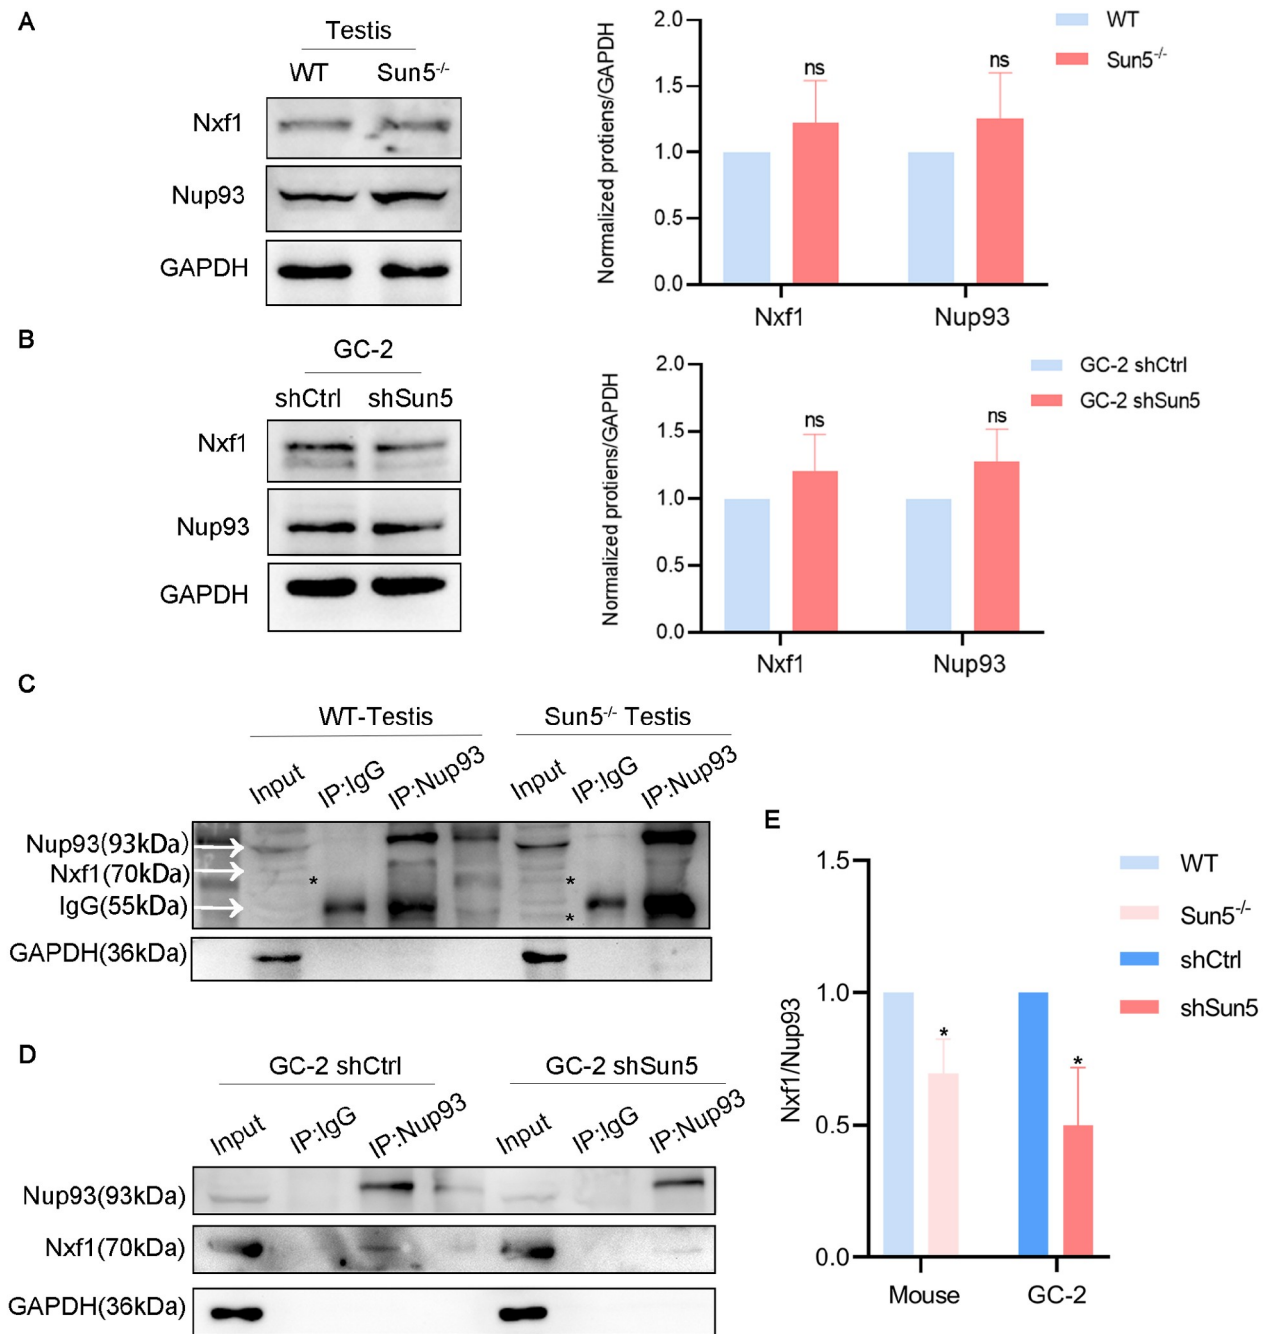 A
Testis
WT Sun5-/-
Nxf1
Nup93
GAPDH
Normalized protiens/GAPDH
2.0
1.5
1.0
0.5
0.0
ns
ns
Nxf1 Nup93
WT
Sun5-/-
B
GC-2
shCtrl shSun5
Nxf1
Nup93
GAPDH
Normalized protiens/GAPDH
2.0
1.5
1.0
0.5
0.0
ns
ns
Nxf1 Nup93
GC-2 shCtrl
GC-2 shSun5
C
WT-Testis Sun5-/- Testis
Input IP:IgG IP:Nup93 Input IP:IgG IP:Nup93
Nup93(93kDa)
Nxf1(70kDa)
IgG(55kDa)
* * *
GAPDH(36kDa)
D
GC-2 shCtrl GC-2 shSun5
Input IP:IgG IP:Nup93 Input IP:IgG IP:Nup93
Nup93(93kDa)
Nxf1(70kDa)
GAPDH(36kDa)
E
Nxf1/Nup93
1.5
1.0
0.5
0.0
*
*
Mouse GC-2
WT
Sun5-/-
shCtrl
shSun5